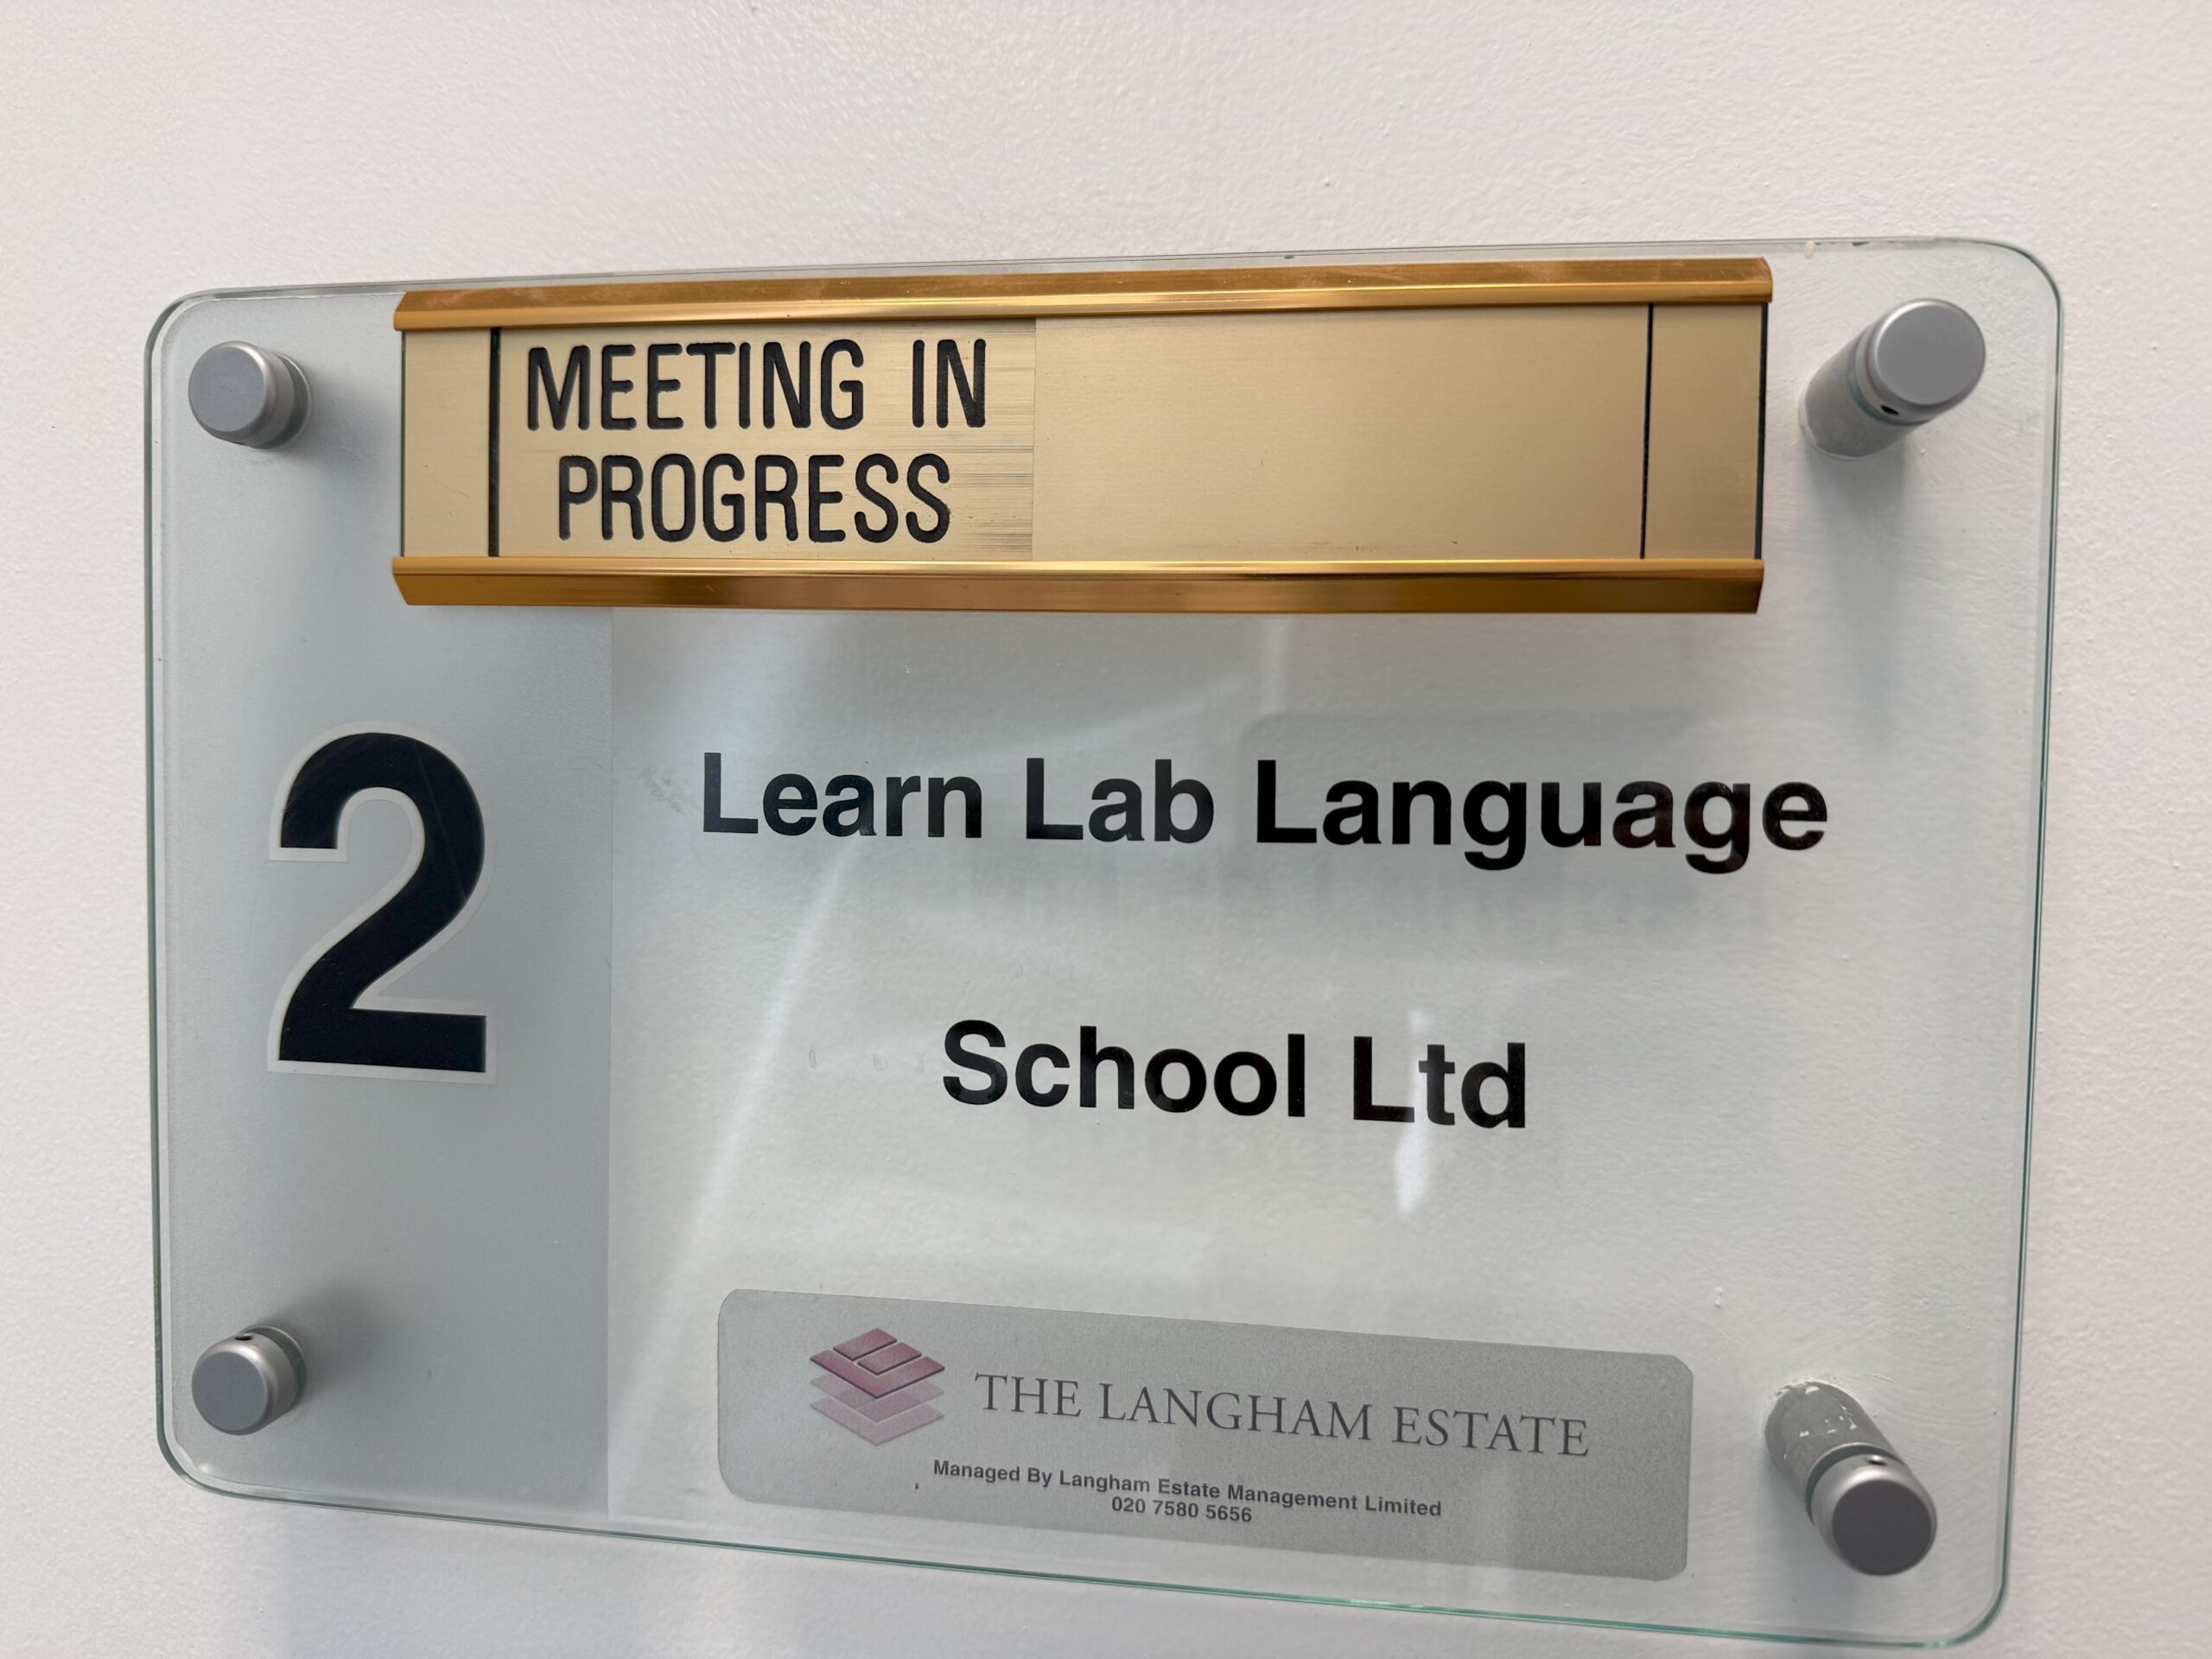 MEETING IN
PROGRESS
2
Learn Lab Language
School Ltd
THE LANGHAM ESTATE
Managed By Langham Estate Management Limited
020 7580 5656